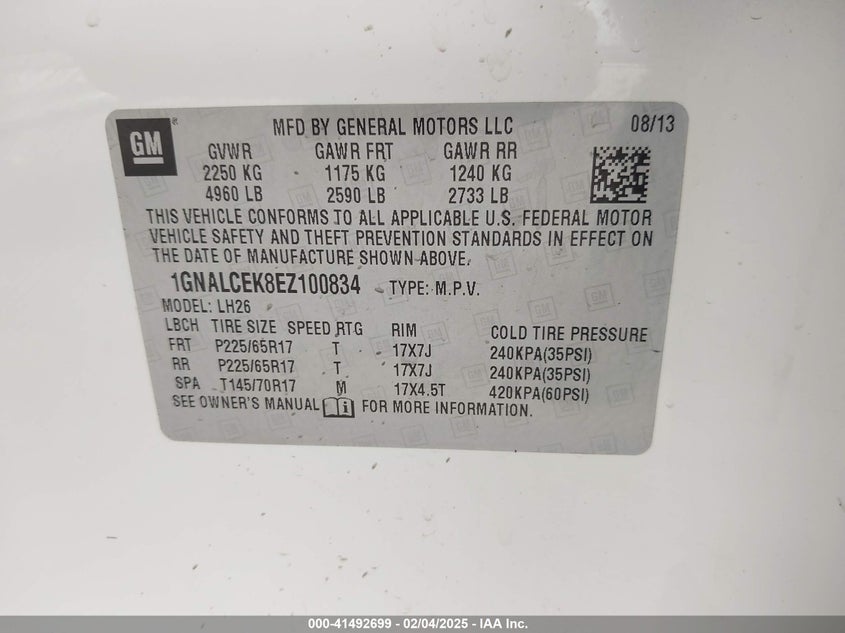 GM
MFD BY GENERAL MOTORS LLC 08/13
GVWR GAWR FRT GAWR RR
2250 KG 1175 KG 1240 KG
4960 LB 2590 LB 2733 LB
THIS VEHICLE CONFORMS TO ALL APPLICABLE U.S. FEDERAL MOTOR
VEHICLE SAFETY AND THEFT PREVENTION STANDARDS IN EFFECT ON
THE DATE OF MANUFACTURE SHOWN ABOVE.
1GNALCEK8EZ100834 TYPE: M.P.V.
MODEL: LH26
LBCH TIRE SIZE SPEED RTG RIM COLD TIRE PRESSURE
FRT P225/65R17 T 17X7J 240KPA(35PSI)
RR P225/65R17 T 17X7J 240KPA(35PSI)
SPA T145/70R17 M 17X4.5T 420KPA(60PSI)
SEE OWNER'S MANUAL FOR MORE INFORMATION.
000-41492699 - 02/04/2025 - IAA Inc.